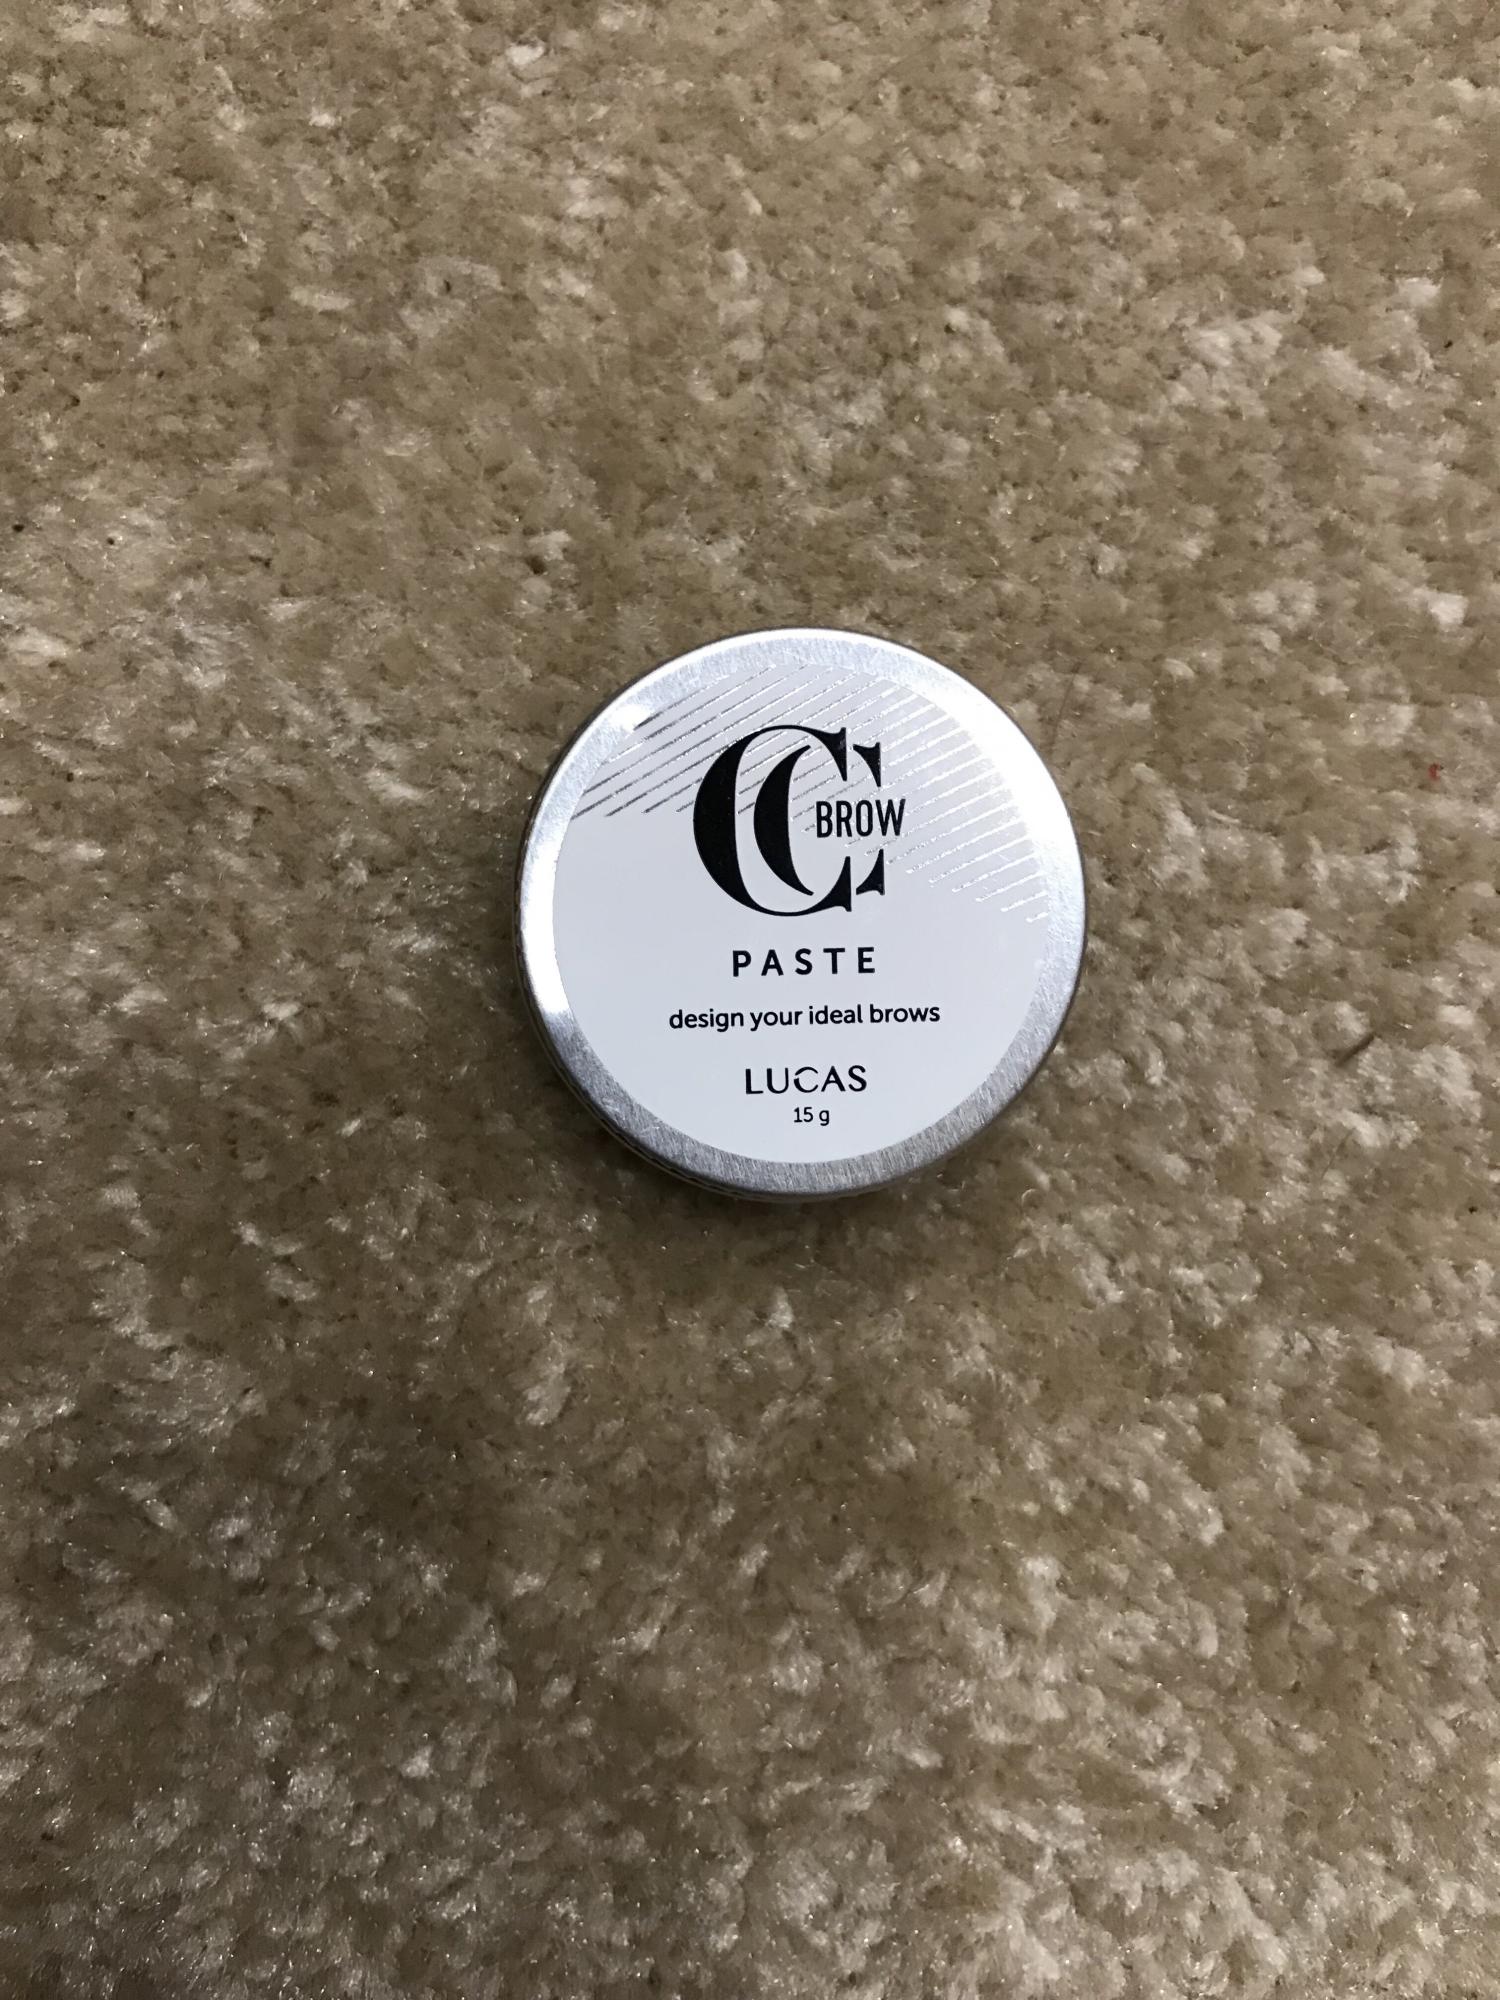 CC BROW
PASTE
design your ideal brows
LUCAS
15 g